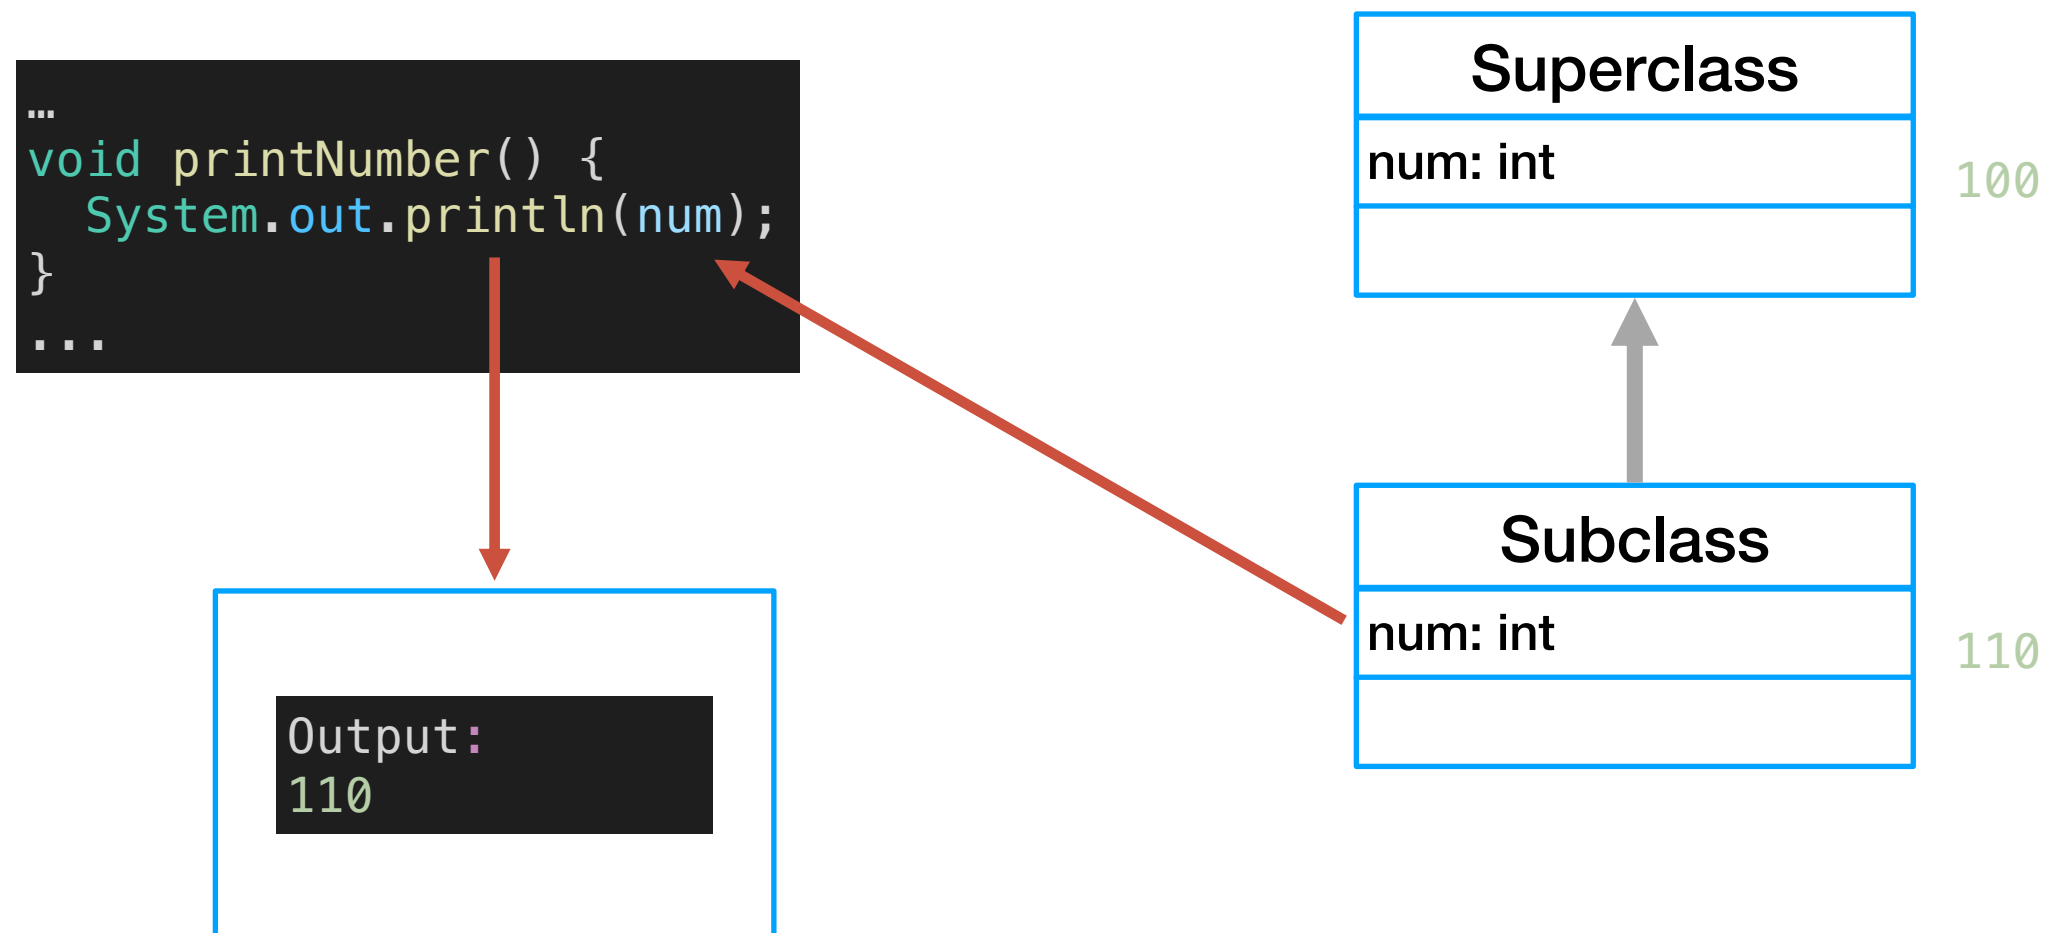 …
void printNumber() {
  System.out.println(num);
}
...
Output:
110
Superclass
num: int
100
Subclass
num: int
110